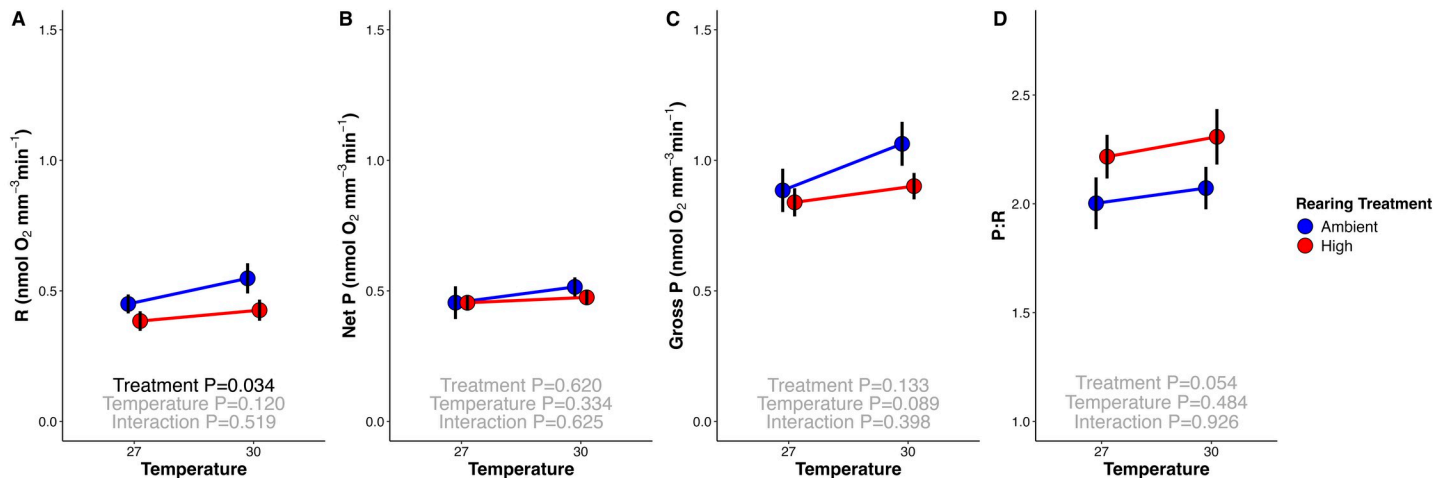 A
R (nmol O₂ mm⁻³min⁻¹)
1.5
1.0
0.5
0.0
Treatment P=0.034
Temperature P=0.120
Interaction P=0.519
27 30
Temperature
B
Net P (nmol O₂ mm⁻³min⁻¹)
1.5
1.0
0.5
0.0
Treatment P=0.620
Temperature P=0.334
Interaction P=0.625
27 30
Temperature
C
Gross P (nmol O₂ mm⁻³min⁻¹)
1.5
1.0
0.5
0.0
Treatment P=0.133
Temperature P=0.089
Interaction P=0.398
27 30
Temperature
D
P:R
2.5
2.0
1.5
1.0
Treatment P=0.054
Temperature P=0.484
Interaction P=0.926
27 30
Temperature
Rearing Treatment
Ambient
High